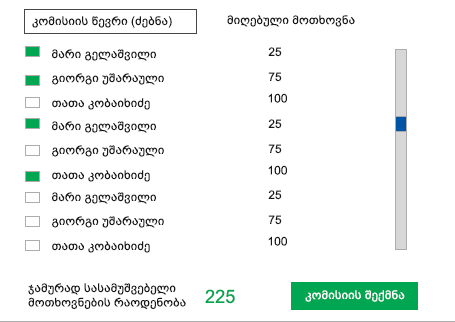 კომისიის წევრი (ძებნა) მიღებული მოთხოვნა
მარი გელაშვილი 25
გიორგი უშარაული 75
თათა კობაიხიძე 100
მარი გელაშვილი 25
გიორგი უშარაული 75
თათა კობაიხიძე 100
მარი გელაშვილი 25
გიორგი უშარაული 75
თათა კობაიხიძე 100
ჯამურად სასამუშვებელი
მოთხოვნების რაოდენობა 225 კომისიის შექმნა